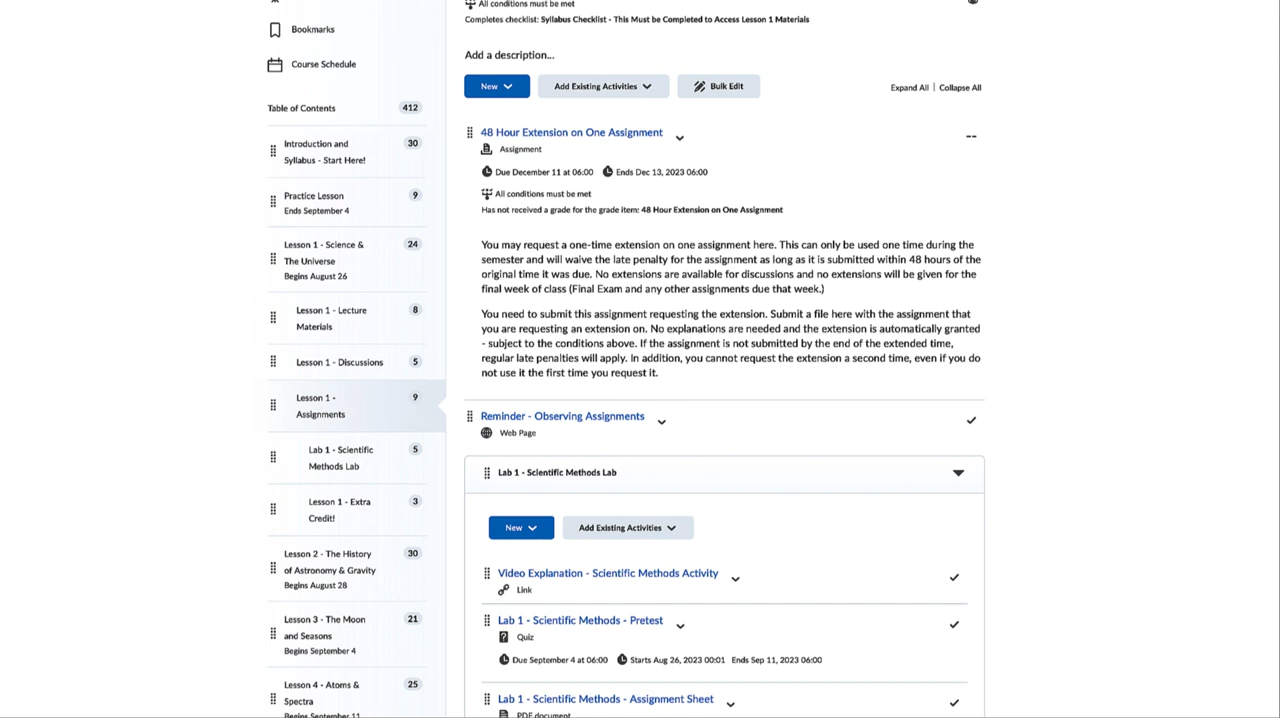 All conditions must be met
Completes checklist: Syllabus Checklist - This Must be Completed to Access Lesson 1 Materials
Bookmarks
Course Schedule
Table of Contents 412
Introduction and 30
Syllabus - Start Here!
Practice Lesson 9
Ends September 4
Lesson 1 - Science & 24
The Universe
Begins August 26
Lesson 1 - Lecture 8
Materials
Lesson 1 - Discussions 5
Lesson 1 - 9
Assignments
Lab 1 - Scientific 5
Methods Lab
Lesson 1 - Extra 3
Credit!
Lesson 2 - The History 30
of Astronomy & Gravity
Begins August 28
Lesson 3 - The Moon 21
and Seasons
Begins September 4
Lesson 4 - Atoms & 25
Spectra
Begins September 11
Add a description...
New Add Existing Activities Bulk Edit Expand All | Collapse All
48 Hour Extension on One Assignment --
Assignment
Due December 11 at 06:00 Ends Dec 13, 2023 06:00
All conditions must be met
Has not received a grade for the grade item: 48 Hour Extension on One Assignment
You may request a one-time extension on one assignment here. This can only be used one time during the
semester and will waive the late penalty for the assignment as long as it is submitted within 48 hours of the
original time it was due. No extensions are available for discussions and no extensions will be given for the
final week of class (Final Exam and any other assignments due that week.)
You need to submit this assignment requesting the extension. Submit a file here with the assignment that
you are requesting an extension on. No explanations are needed and the extension is automatically granted
- subject to the conditions above. If the assignment is not submitted by the end of the extended time,
regular late penalties will apply. In addition, you cannot request the extension a second time, even if you do
not use it the first time you request it.
Reminder - Observing Assignments
Web Page
Lab 1 - Scientific Methods Lab
New Add Existing Activities
Video Explanation - Scientific Methods Activity
Link
Lab 1 - Scientific Methods - Pretest
Quiz
Due September 4 at 06:00 Starts Aug 26, 2023 00:01 Ends Sep 11, 2023 06:00
Lab 1 - Scientific Methods - Assignment Sheet
PDF document